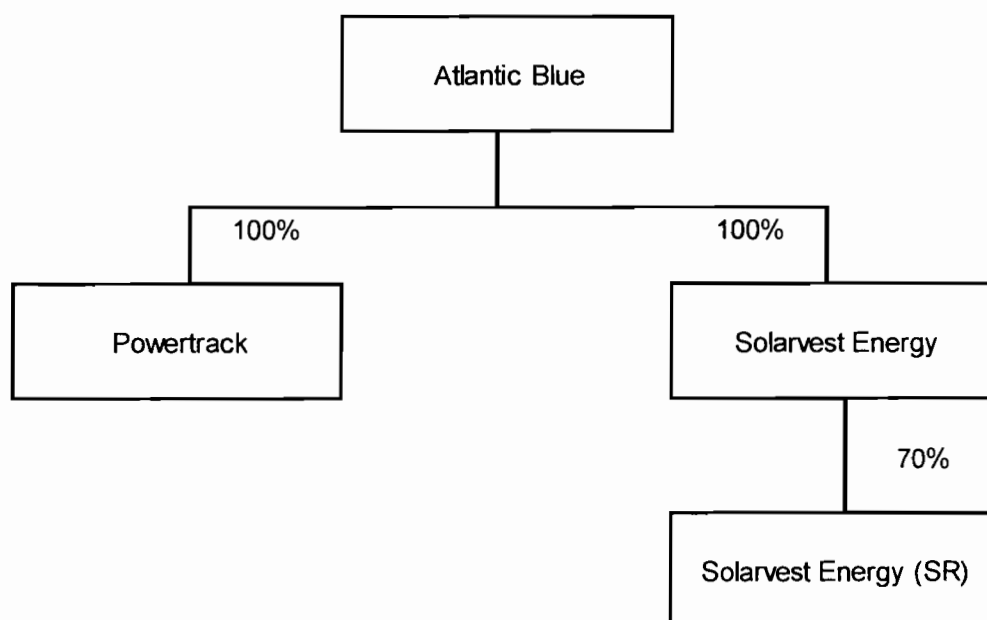 Atlantic Blue
100%
100%
Powertrack
Solarvest Energy
70%
Solarvest Energy (SR)